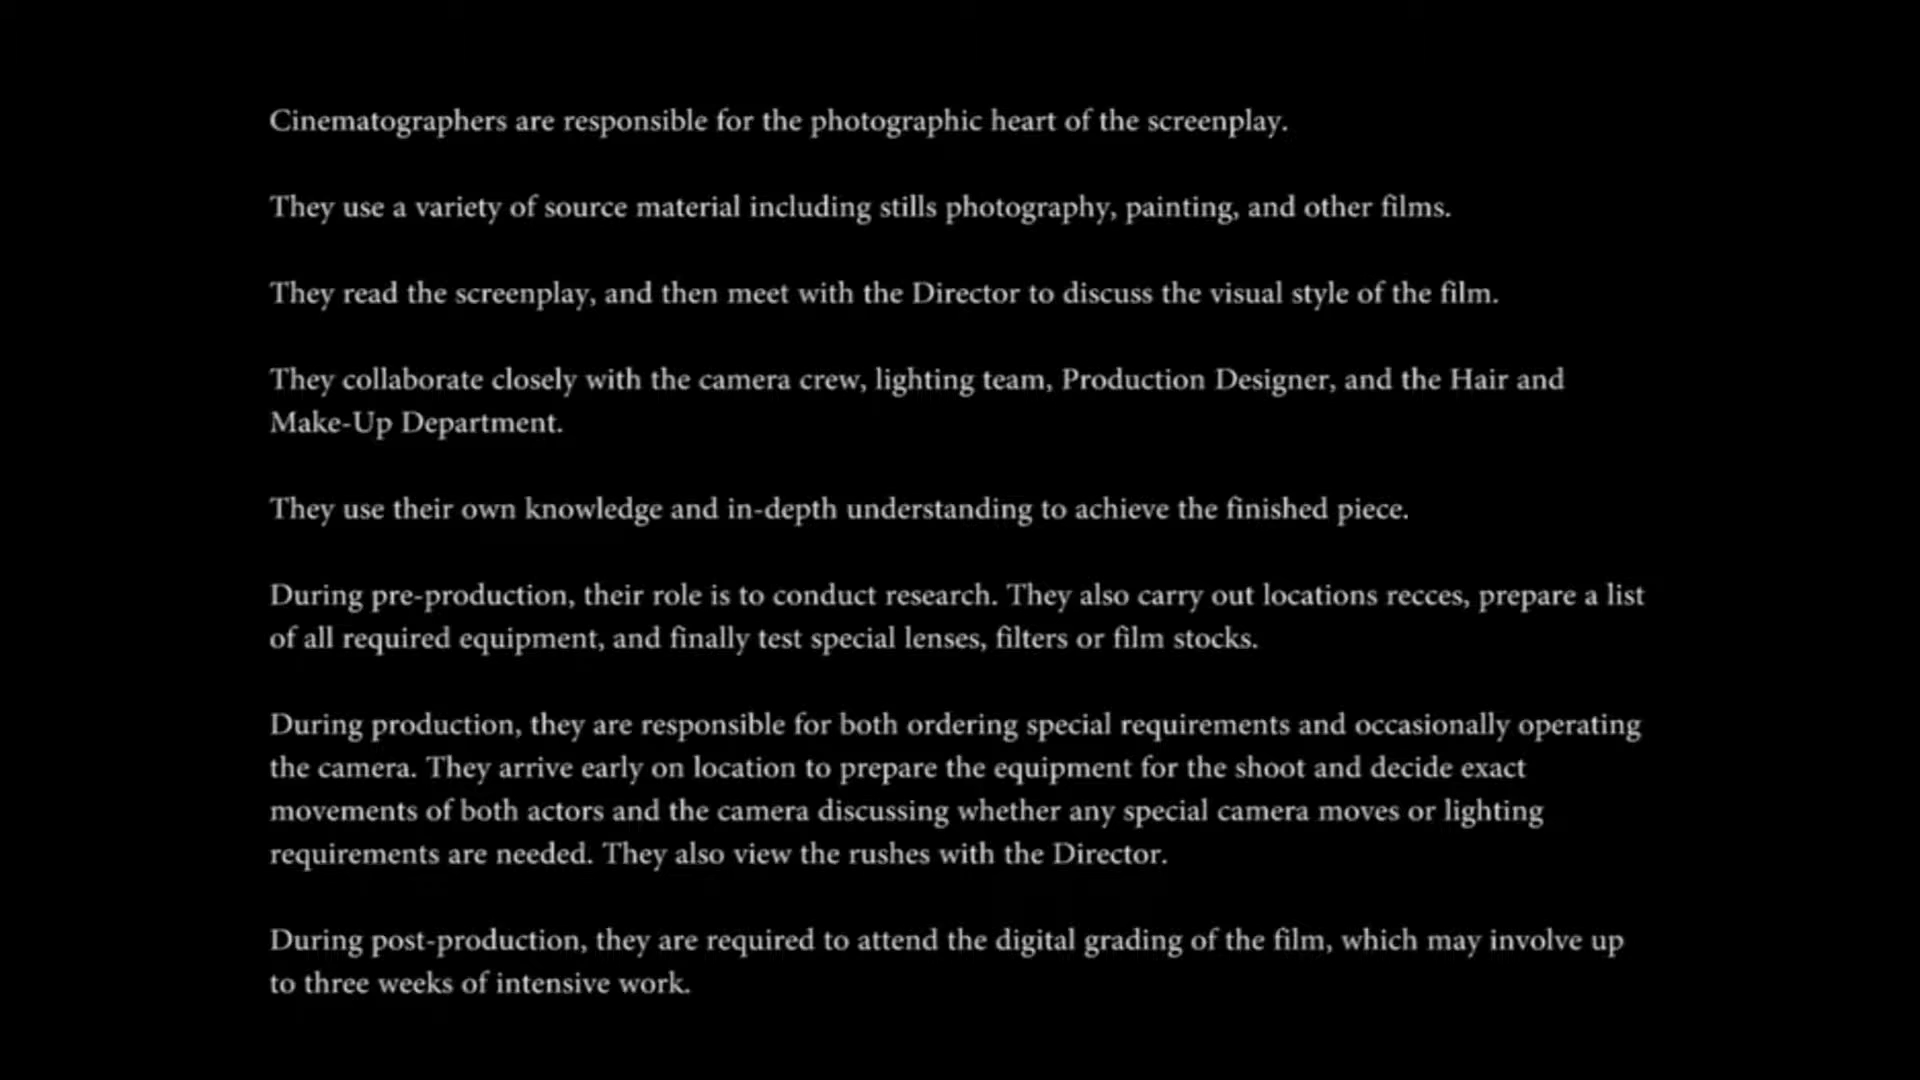 Cinematographers are responsible for the photographic heart of the screenplay.
They use a variety of source material including stills photography, painting, and other films.
They read the screenplay, and then meet with the Director to discuss the visual style of the film.
They collaborate closely with the camera crew, lighting team, Production Designer, and the Hair and
Make-Up Department.
They use their own knowledge and in-depth understanding to achieve the finished piece.
During pre-production, their role is to conduct research. They also carry out locations recces, prepare a list
of all required equipment, and finally test special lenses, filters or film stocks.
During production, they are responsible for both ordering special requirements and occasionally operating
the camera. They arrive early on location to prepare the equipment for the shoot and decide exact
movements of both actors and the camera discussing whether any special camera moves or lighting
requirements are needed. They also view the rushes with the Director.
During post-production, they are required to attend the digital grading of the film, which may involve up
to three weeks of intensive work.